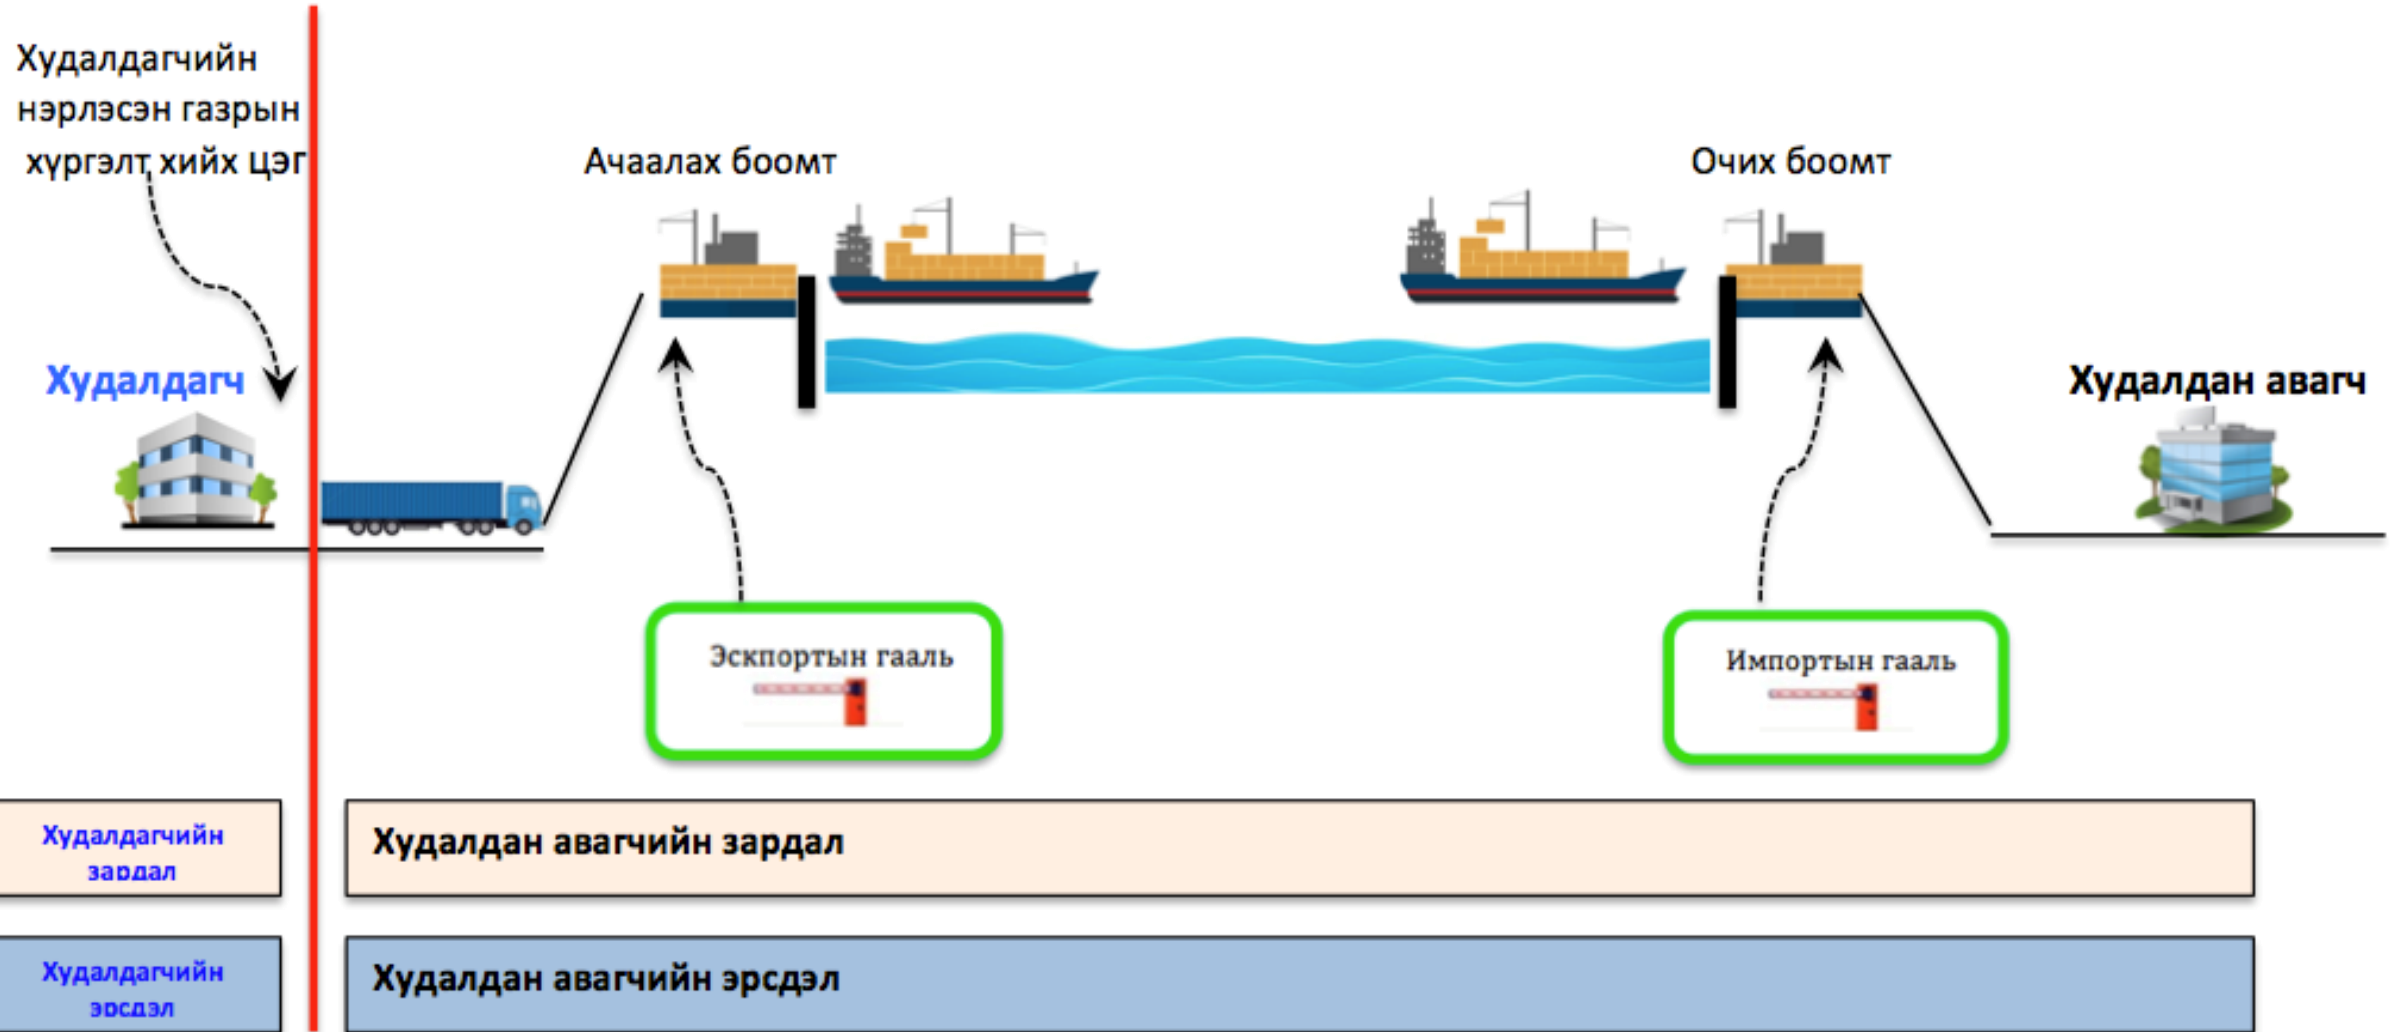 Худалдагчийн
нэрлэсэн газрын
хүргэлт хийх цэг
Ачаалах боомт
Очих боомт
Худалдагч
Худалдан авагч
Эскпортын гааль
Импортын гааль
Худалдагчийн
зардал
Худалдан авагчийн зардал
Худалдагчийн
эрсдэл
Худалдан авагчийн эрсдэл